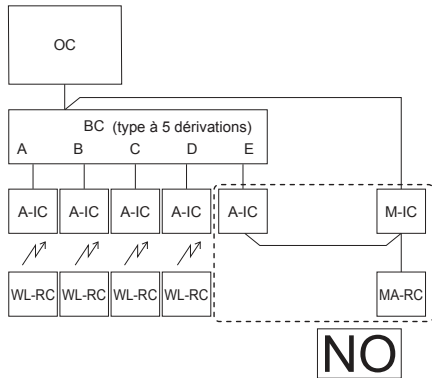 OC
BC (type à 5 dérivations)
A B C D E
A-IC A-IC A-IC A-IC A-IC M-IC
WL-RC WL-RC WL-RC WL-RC MA-RC
NO